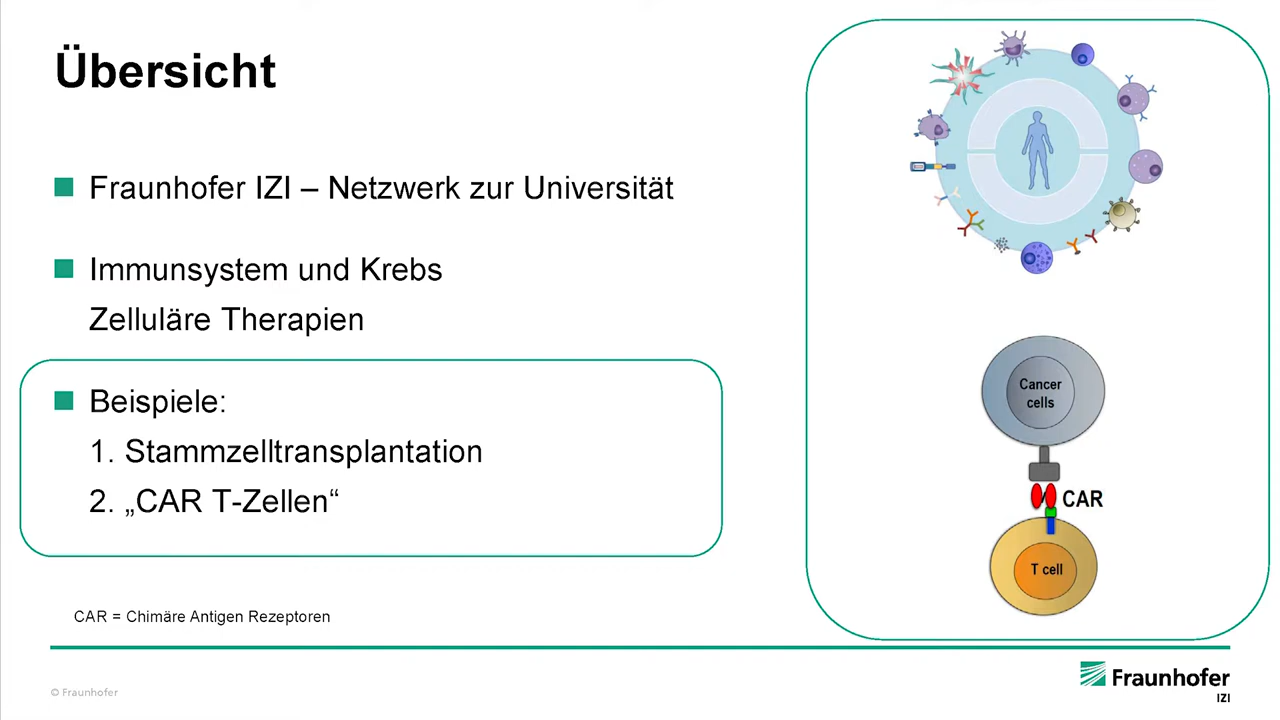 Übersicht
Fraunhofer IZI – Netzwerk zur Universität
Immunsystem und Krebs
Zelluläre Therapien
Beispiele:
1. Stammzelltransplantation
2. „CAR T-Zellen“
CAR = Chimäre Antigen Rezeptoren
Cancer
cells
CAR
T cell
© Fraunhofer
Fraunhofer
IZI